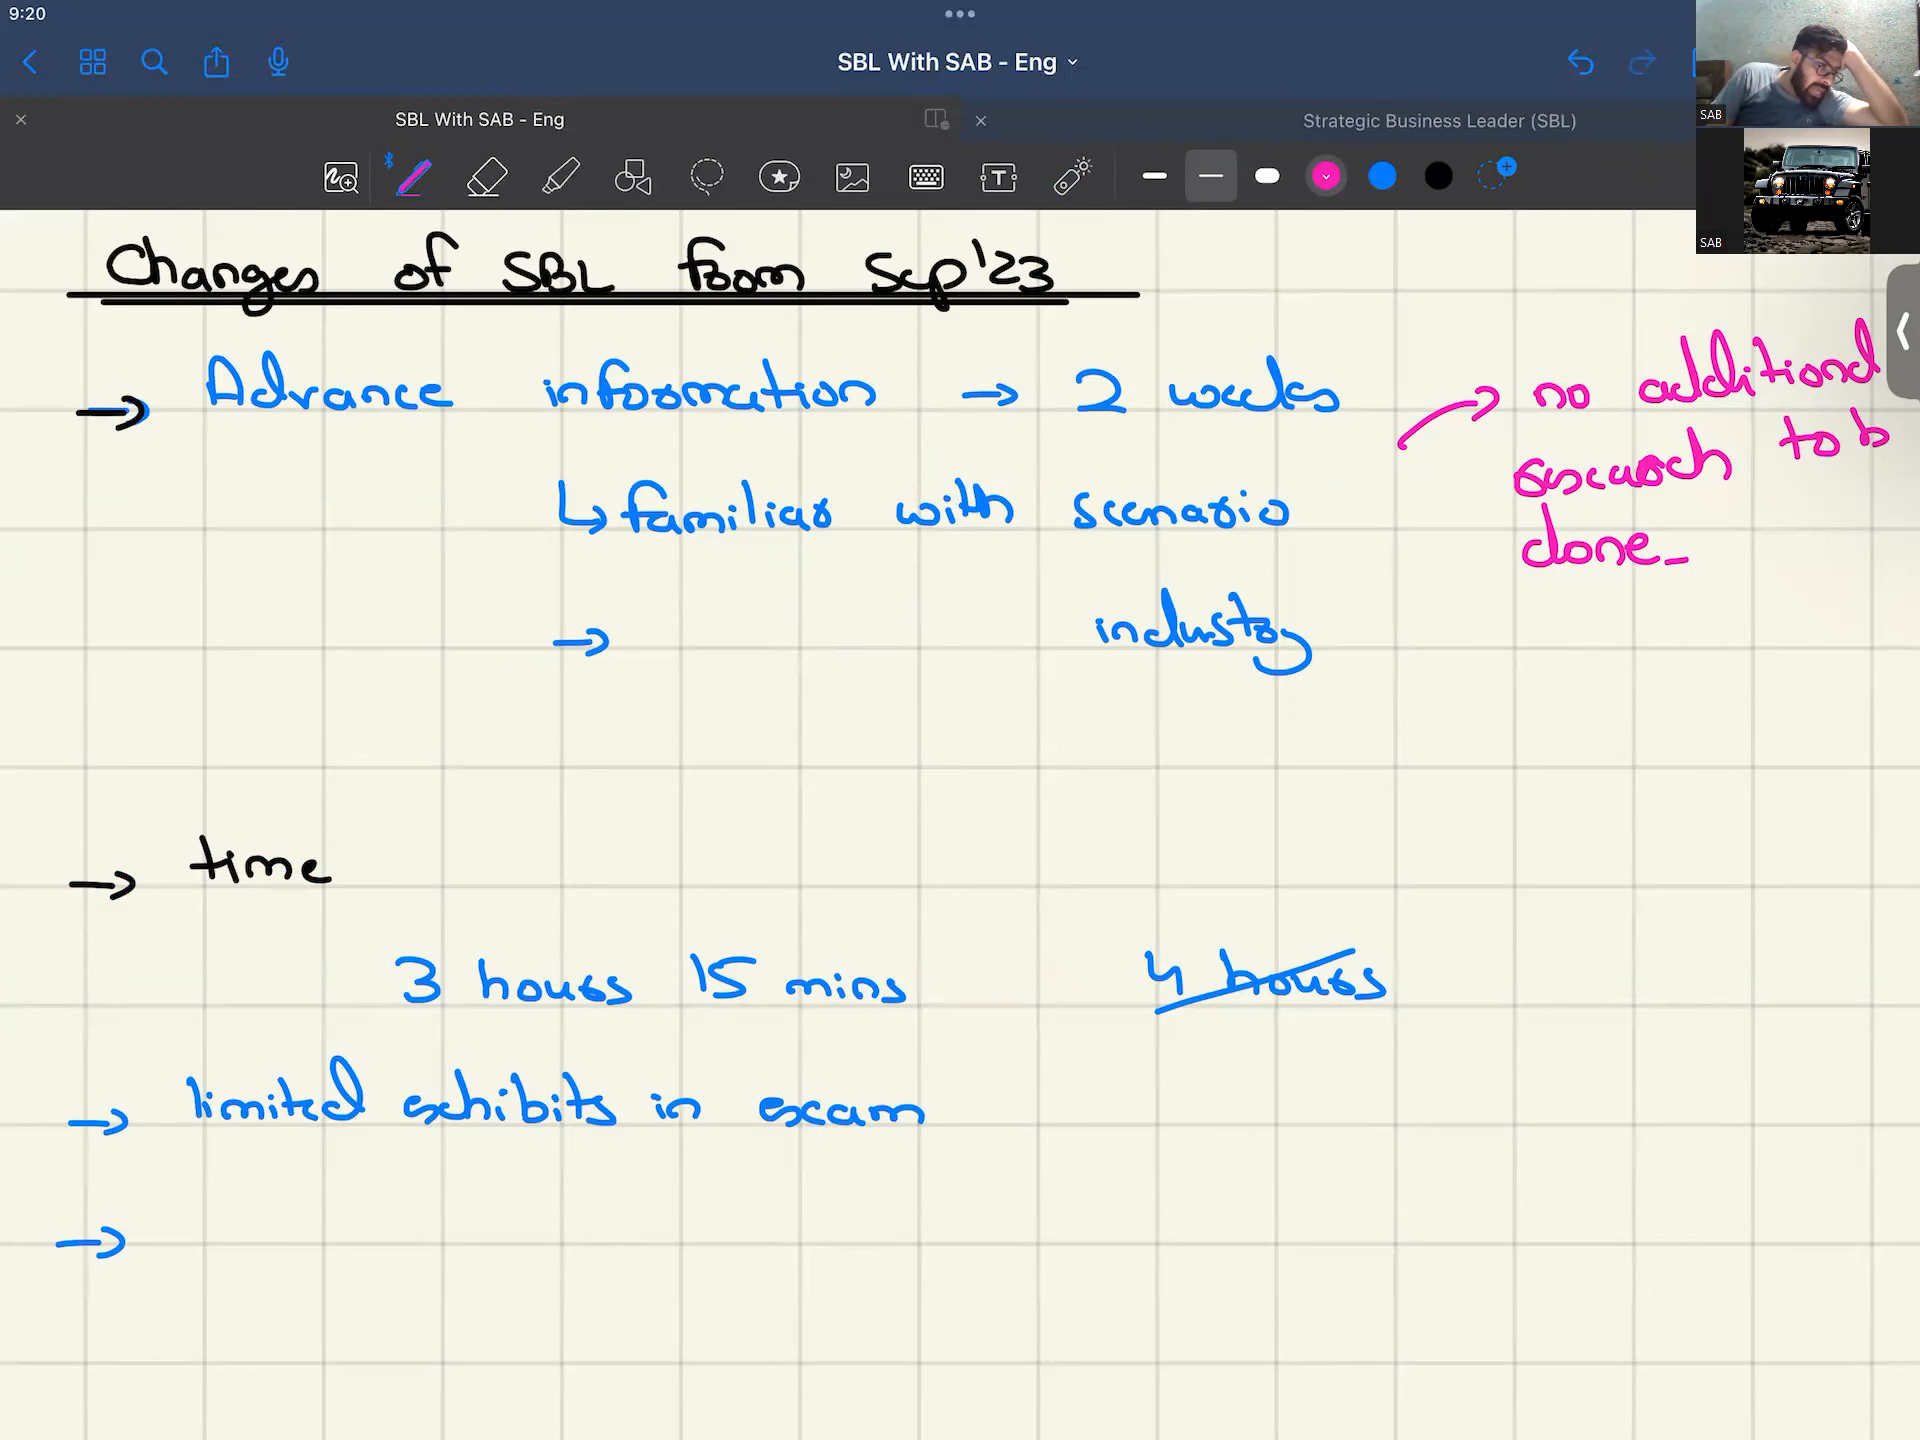 9:20
SBL With SAB - Eng
SBL With SAB - Eng
Strategic Business Leader (SBL)
SAB
SAB
Changes of SBL from Sep'23
→ Advance information → 2 weeks
↳ familiar with scenario
→ industry
→ no additional
research to b
done_
→ time
3 hours 15 mins 4 hours
→ limited exhibits in exam
→